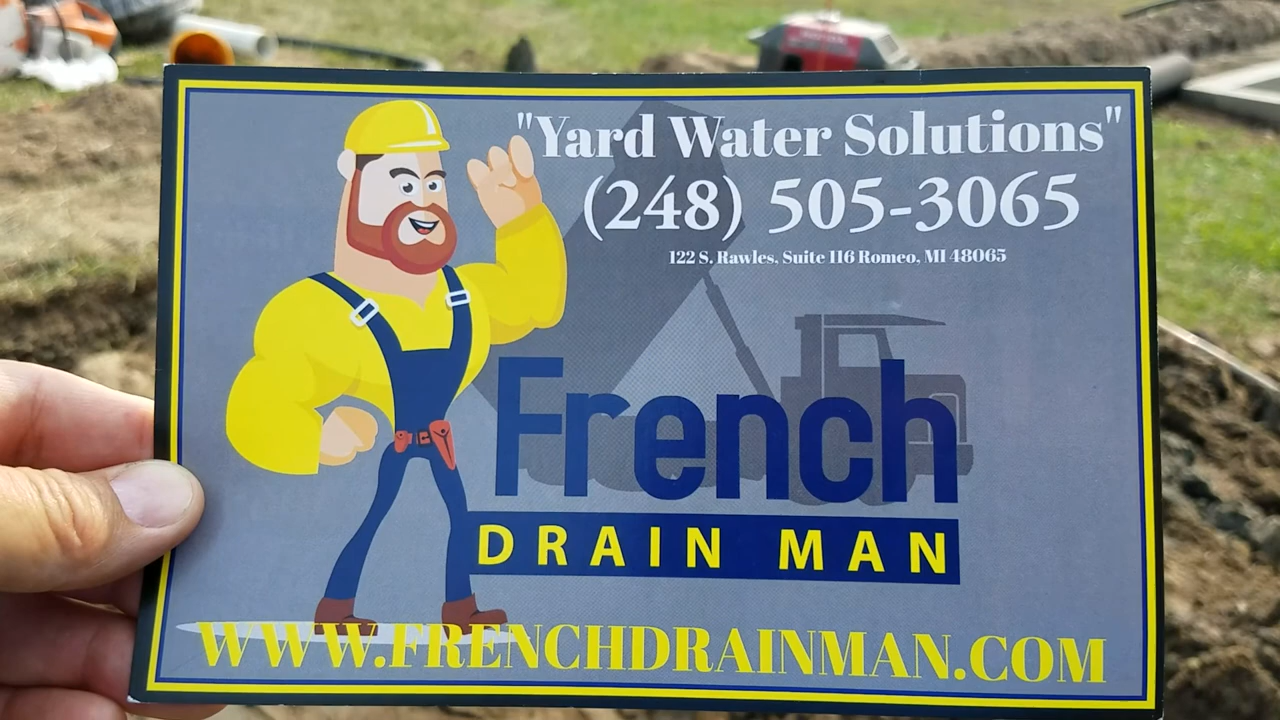 "Yard Water Solutions"
(248) 505-3065
122 S. Rawles, Suite 116 Romeo, MI 48065
French
DRAIN MAN
WWW.FRENCHDRAINMAN.COM